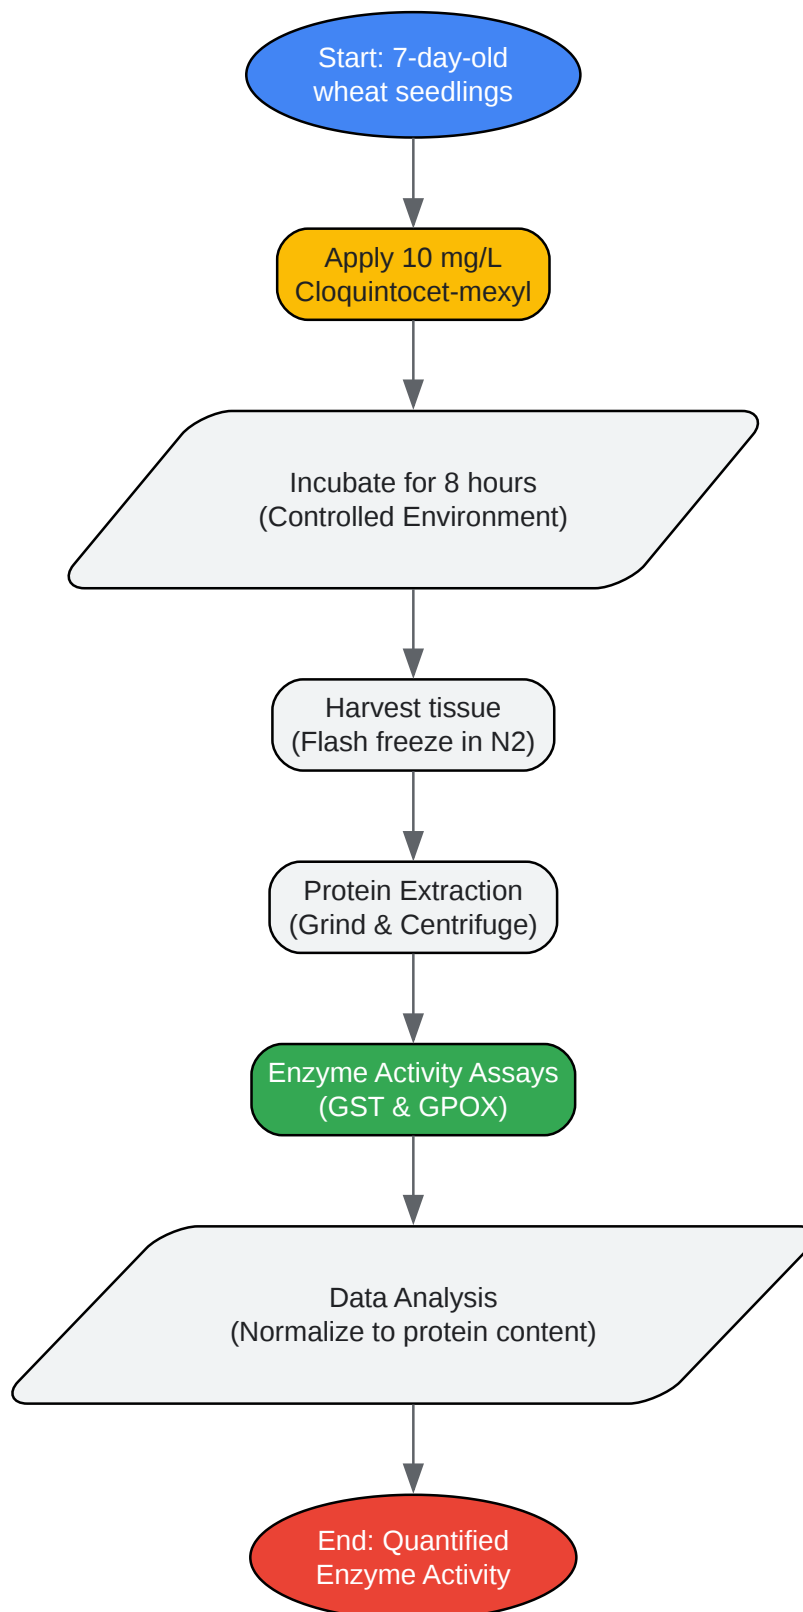 Start: 7-day-old
wheat seedlings
Apply 10 mg/L
Cloquintocet-mexyl
Incubate for 8 hours
(Controlled Environment)
Harvest tissue
(Flash freeze in N2)
Protein Extraction
(Grind & Centrifuge)
Enzyme Activity Assays
(GST & GPOX)
Data Analysis
(Normalize to protein content)
End: Quantified
Enzyme Activity